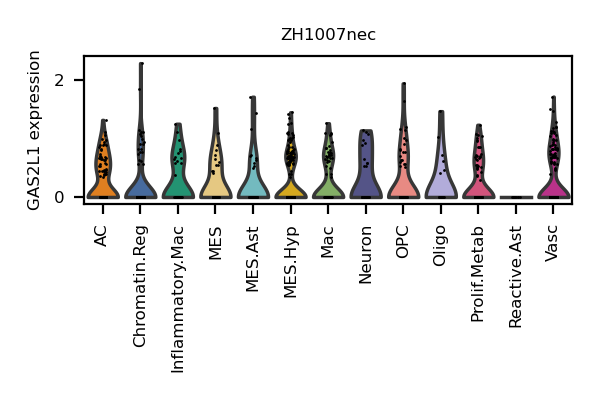 ZH1007nec
GAS2L1 expression
2
0
AC
Chromatin.Reg
Inflammatory.Mac
MES
MES.Ast
MES.Hyp
Mac
Neuron
OPC
Oligo
Prolif.Metab
Reactive.Ast
Vasc